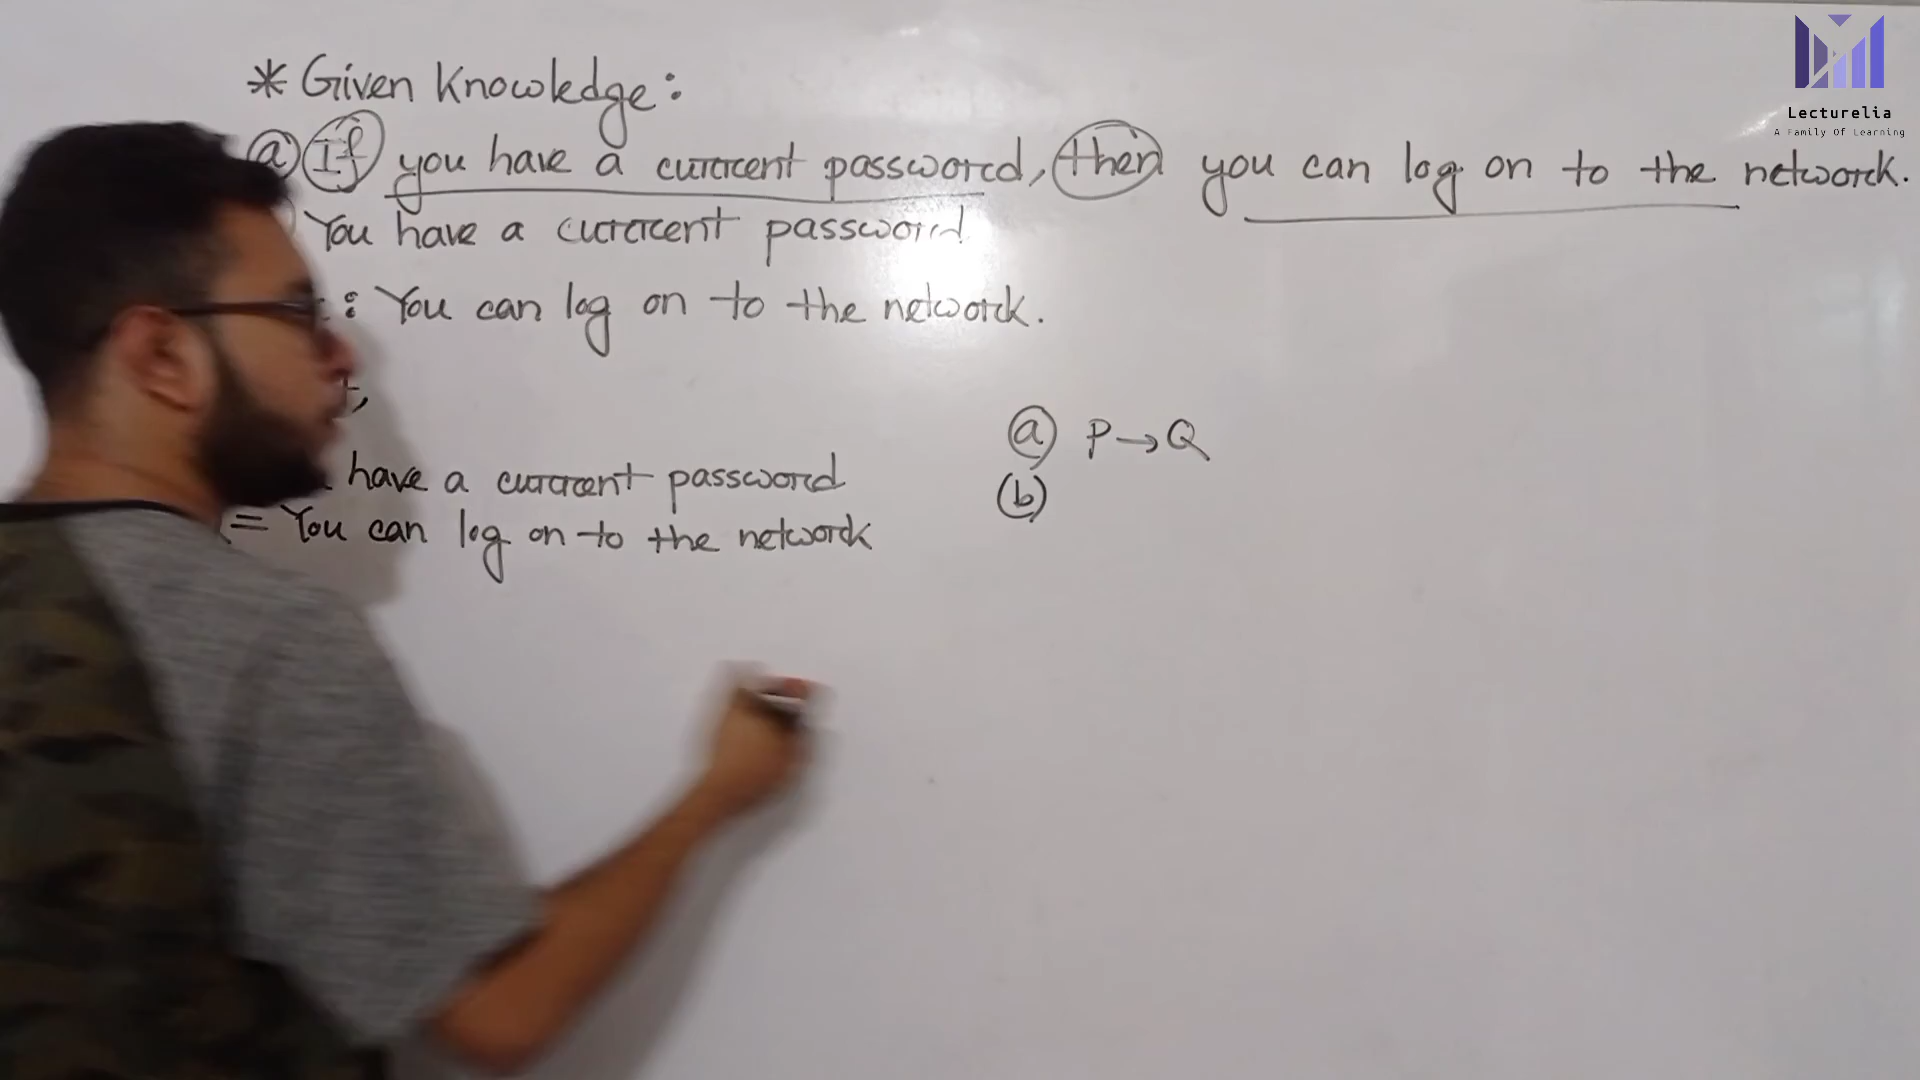 * Given Knowledge:
(a) If you have a current password, then you can log on to the network.
You have a current password
: You can log on to the network.
,
have a current password
= You can log on to the network
(a) P→Q
(b)
Lecturelia
A Family Of Learning